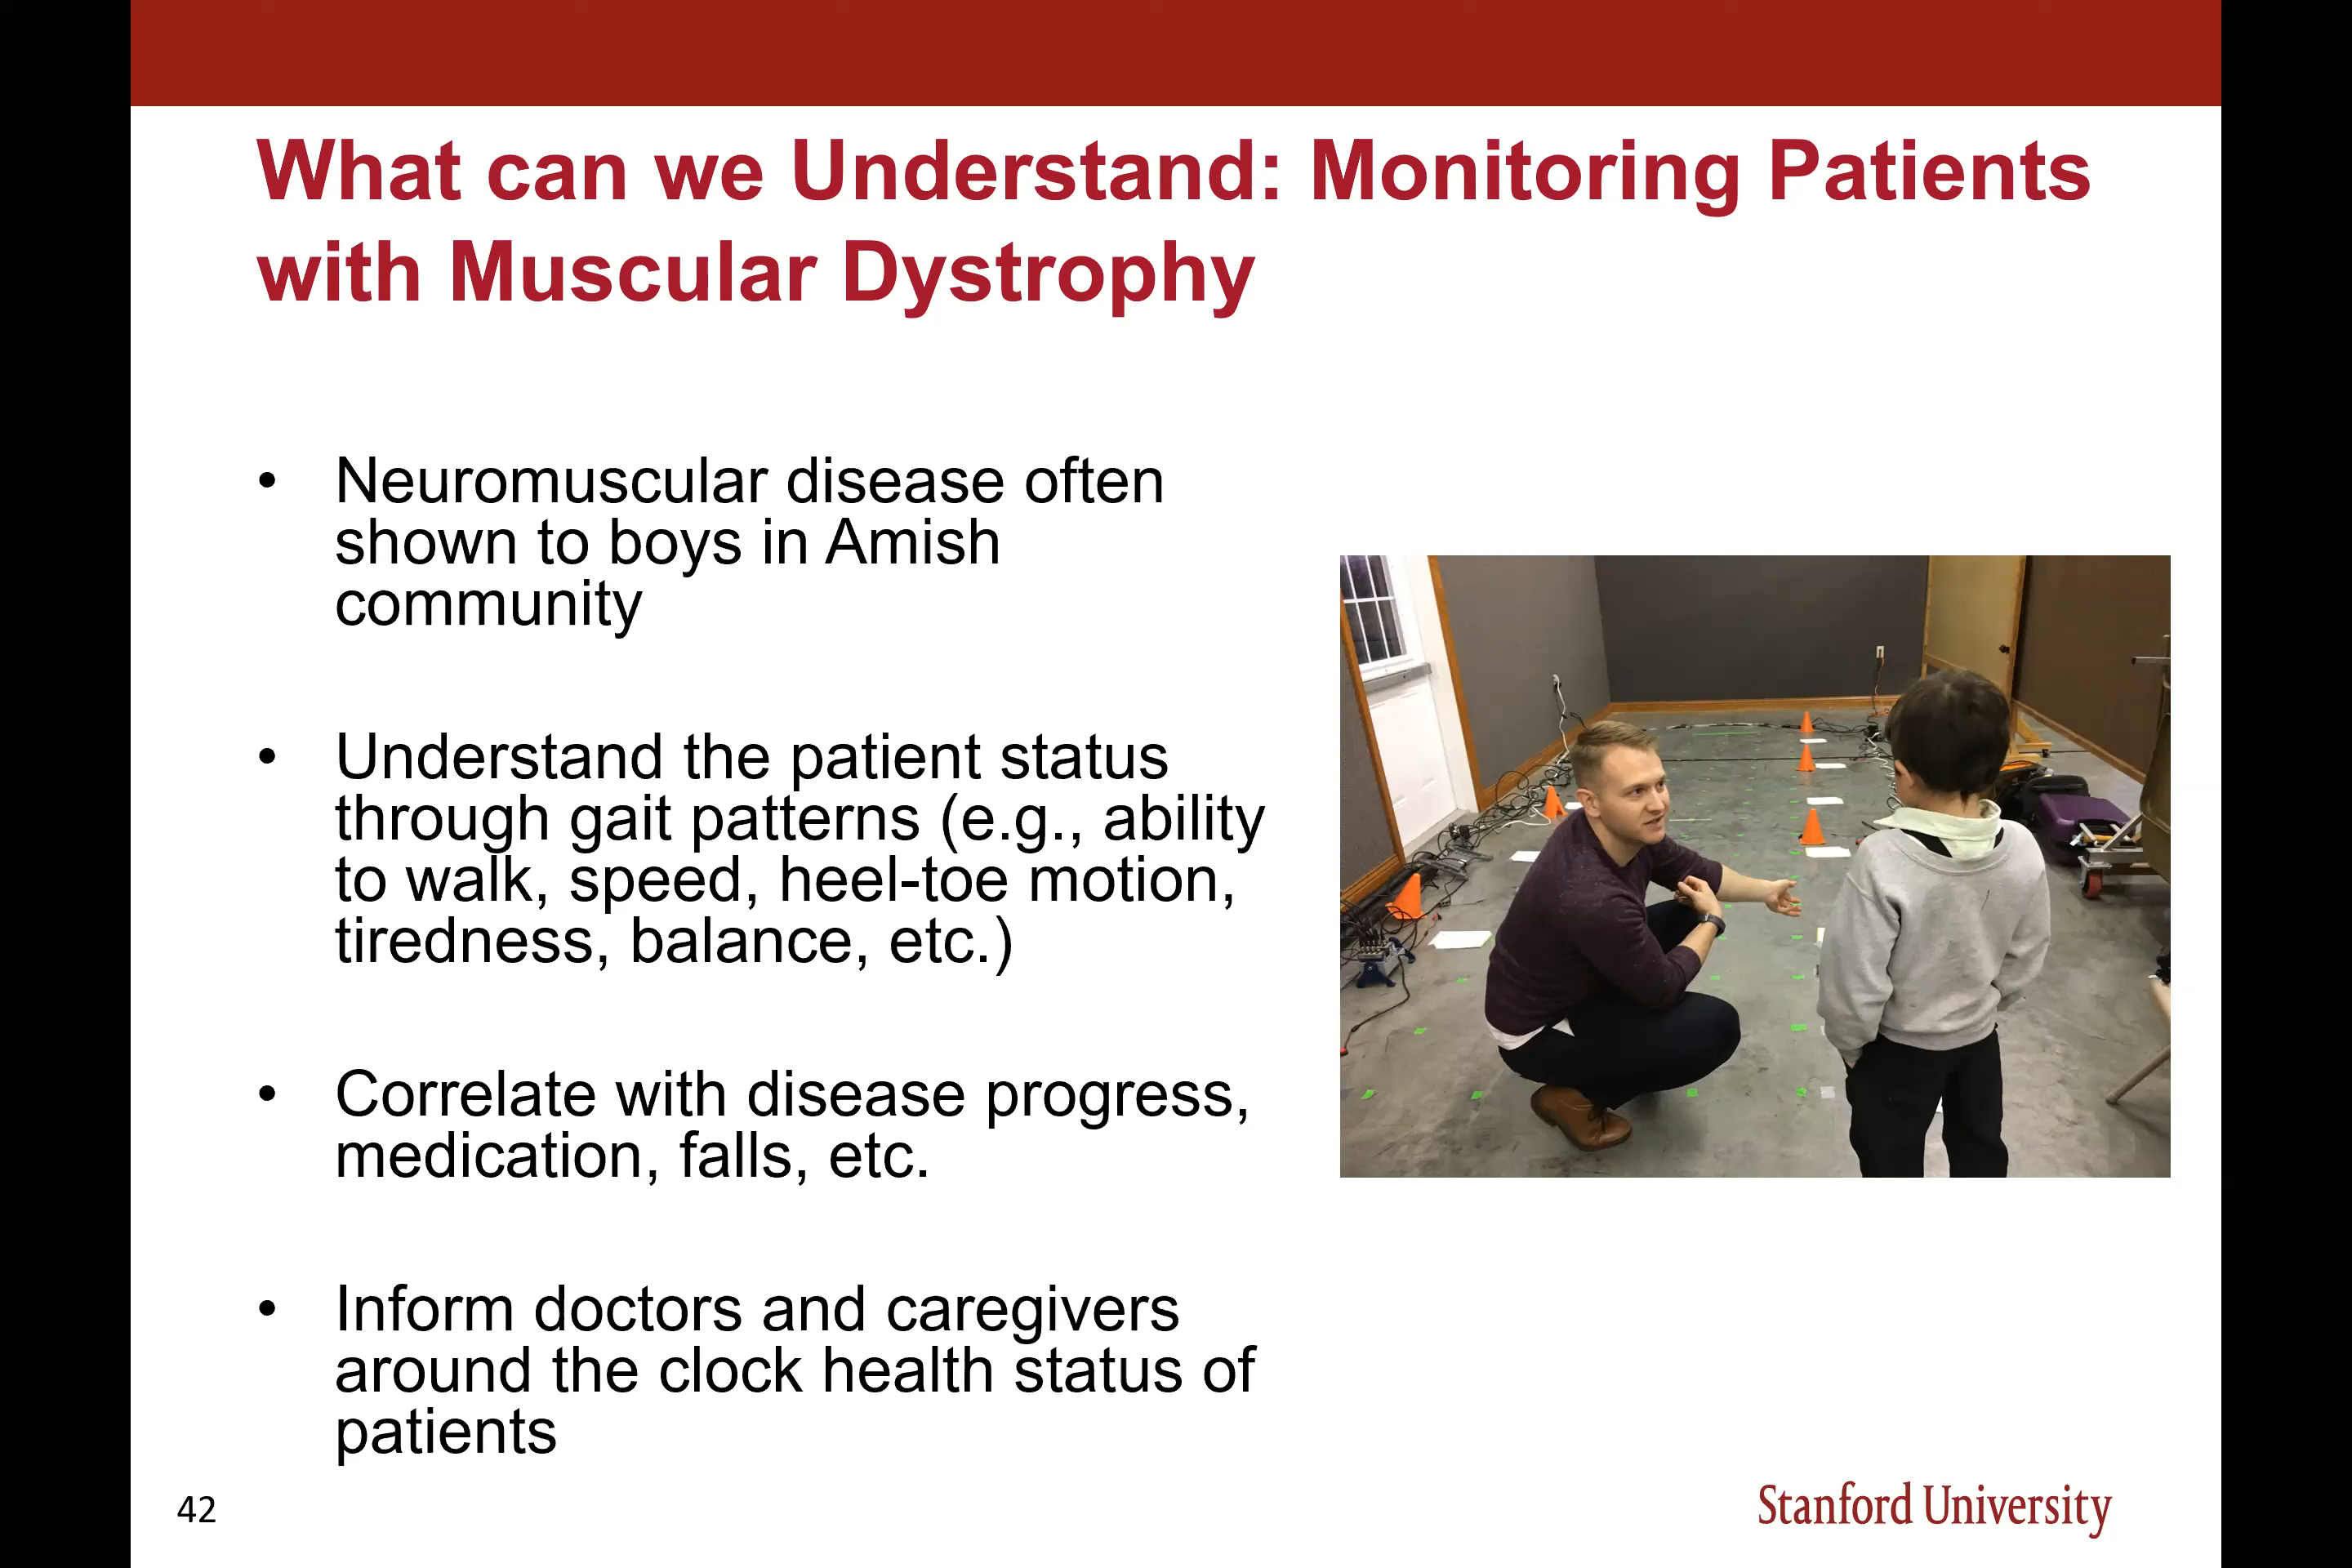 What can we Understand: Monitoring Patients
with Muscular Dystrophy
• Neuromuscular disease often
shown to boys in Amish
community
• Understand the patient status
through gait patterns (e.g., ability
to walk, speed, heel-toe motion,
tiredness, balance, etc.)
• Correlate with disease progress,
medication, falls, etc.
• Inform doctors and caregivers
around the clock health status of
patients
42
Stanford University